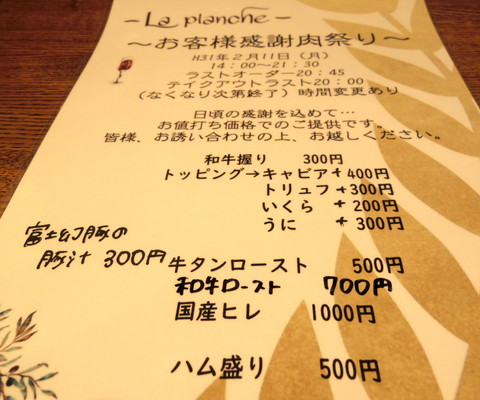 -La planche-
～お客様感謝肉祭り～
H31年2月11日（月）
14：00～21：30
ラストオーダー20：45
テイクアウトラスト20：00
（なくなり次第終了）時間変更あり
日頃の感謝を込めて…
お値打ち価格でのご提供です。
皆様、お誘い合わせの上、お越しください。
和牛握り 300円
トッピング→キャビア+400円
トリュフ +300円
いくら +200円
うに +300円
富士幻豚の
豚汁 300円
牛タンロースト 500円
和牛ロースト 700円
国産ヒレ 1000円
ハム盛り 500円